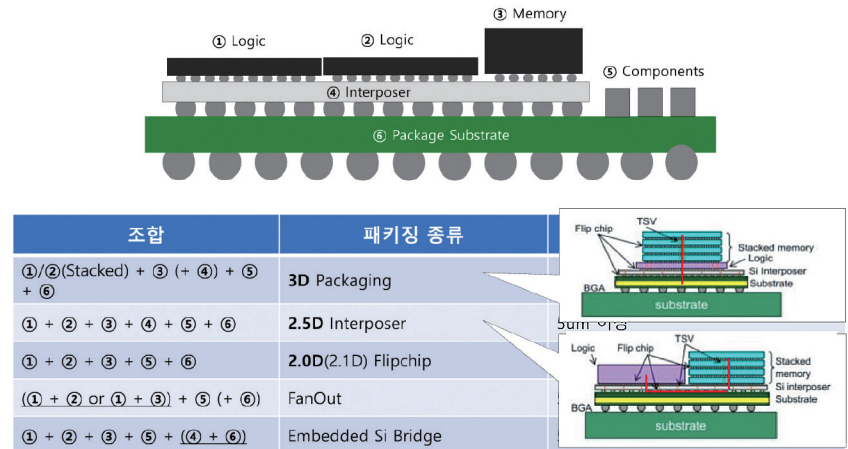 ③ Memory
① Logic
② Logic
⑤ Components
④ Interposer
⑥ Package Substrate
조합
패키징 종류
①/②(Stacked) + ③ (+ ④) + ⑤
+ ⑥
3D Packaging
① + ② + ③ + ④ + ⑤ + ⑥
2.5D Interposer
① + ② + ③ + ⑤ + ⑥
2.0D(2.1D) Flipchip
((① + ② or ① + ③)) + ⑤ (+ ⑥)
FanOut
① + ② + ③ + ⑤ + ((④ + ⑥))
Embedded Si Bridge
TSV
Flip chip
Stacked memory
Logic
Si Interposer
Substrate
BGA
substrate
TSV
Logic
Flip chip
Stacked
memory
Si interposer
Substrate
BGA
substrate